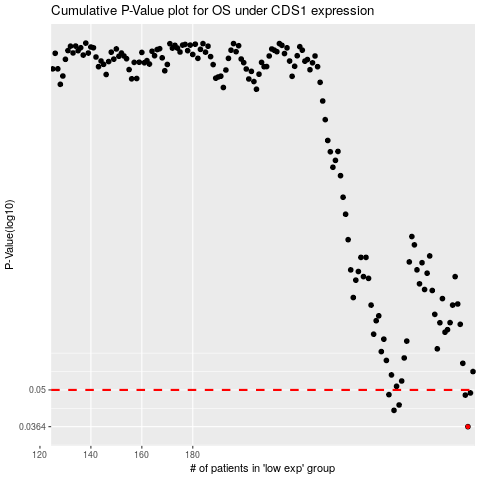 Cumulative P-Value plot for OS under CDS1 expression
P-Value(log10)
0.05
0.0364
120 140 160 180
# of patients in 'low exp' group